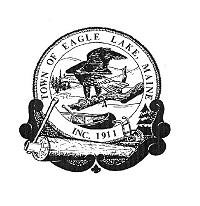 TOWN OF EAGLE LAKE, MAINE
INC. 1911